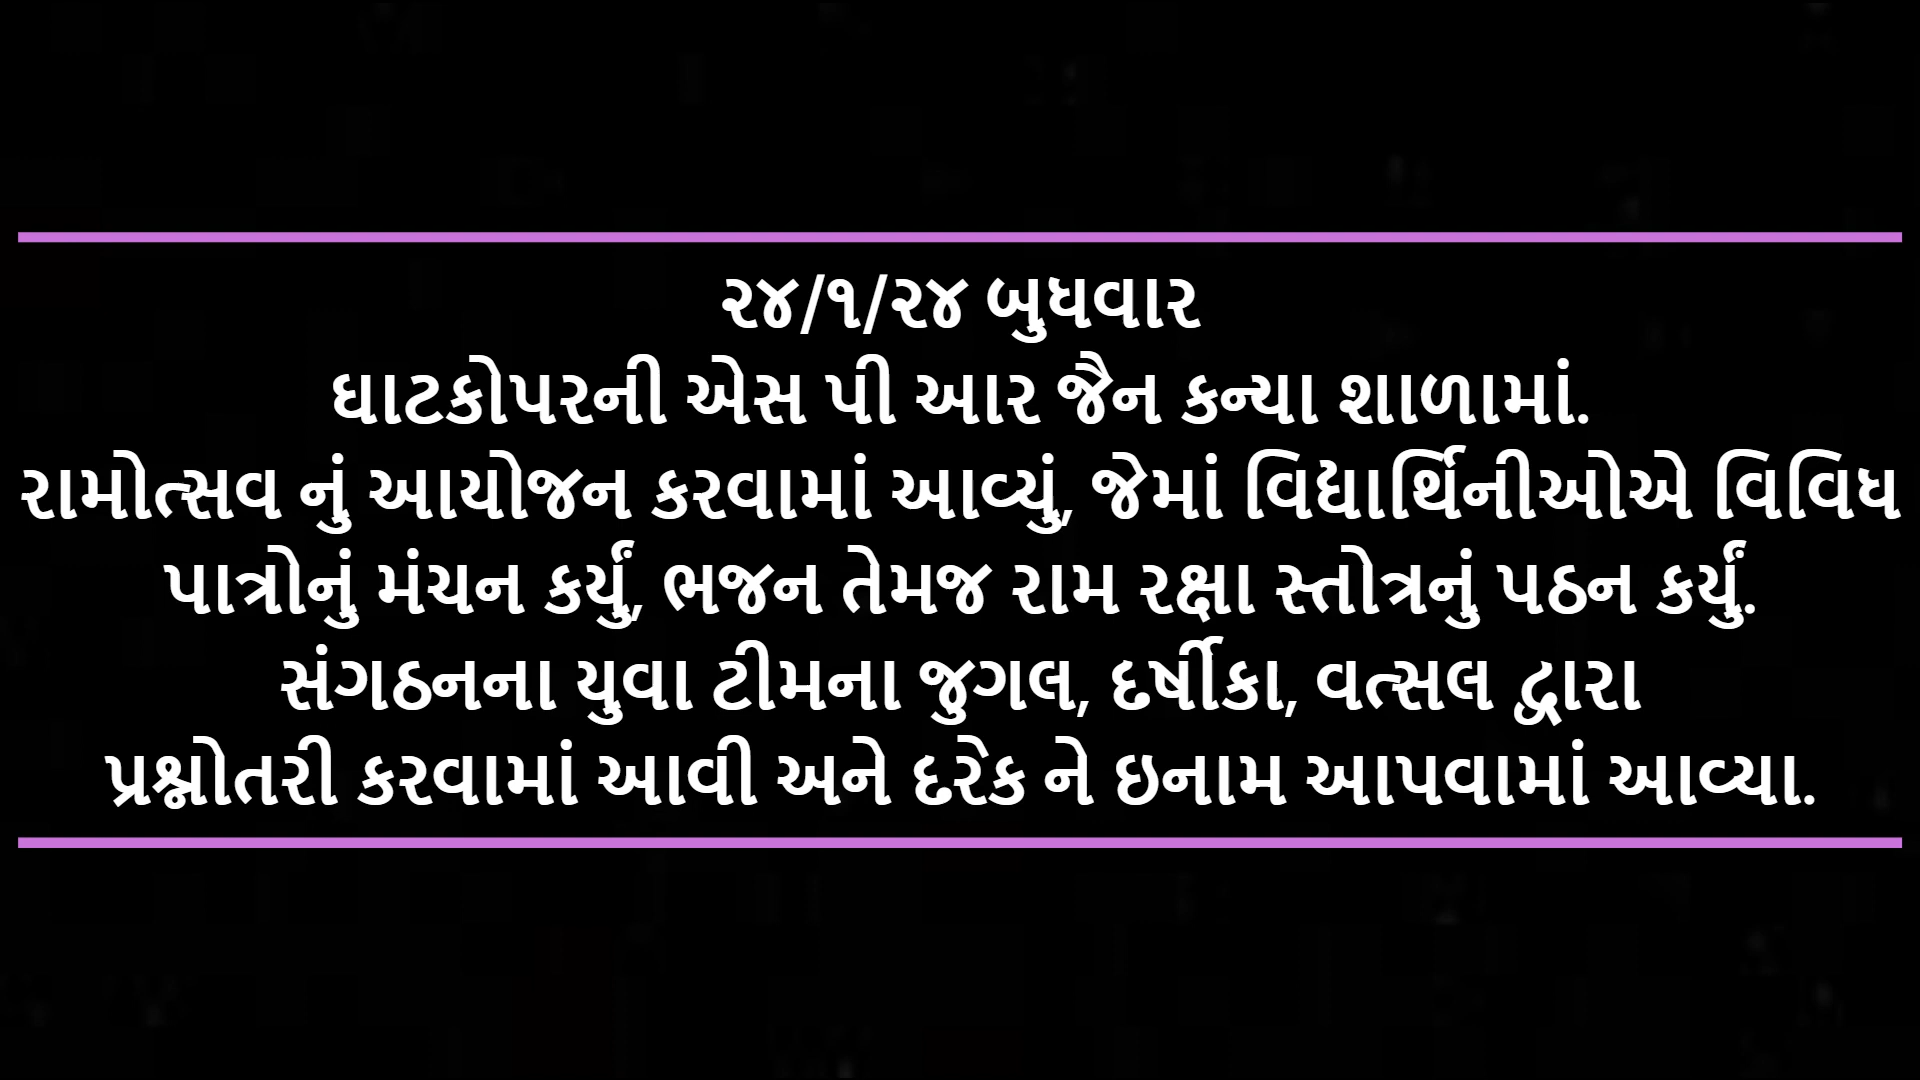 ૨૪/૧/૨૪ બુધવાર
ઘાટકોપરની એસ પી આર જૈન કન્યા શાળામાં.
રામોત્સવ નું આયોજન કરવામાં આવ્યું, જેમાં વિદ્યાર્થિનીઓએ વિવિધ
પાત્રોનું મંચન કર્યું, ભજન તેમજ રામ રક્ષા સ્તોત્રનું પઠન કર્યું.
સંગઠનના યુવા ટીમના જુગલ, દર્ષીકા, વત્સલ દ્વારા
પ્રશ્નોતરી કરવામાં આવી અને દરેક ને ઇનામ આપવામાં આવ્યા.